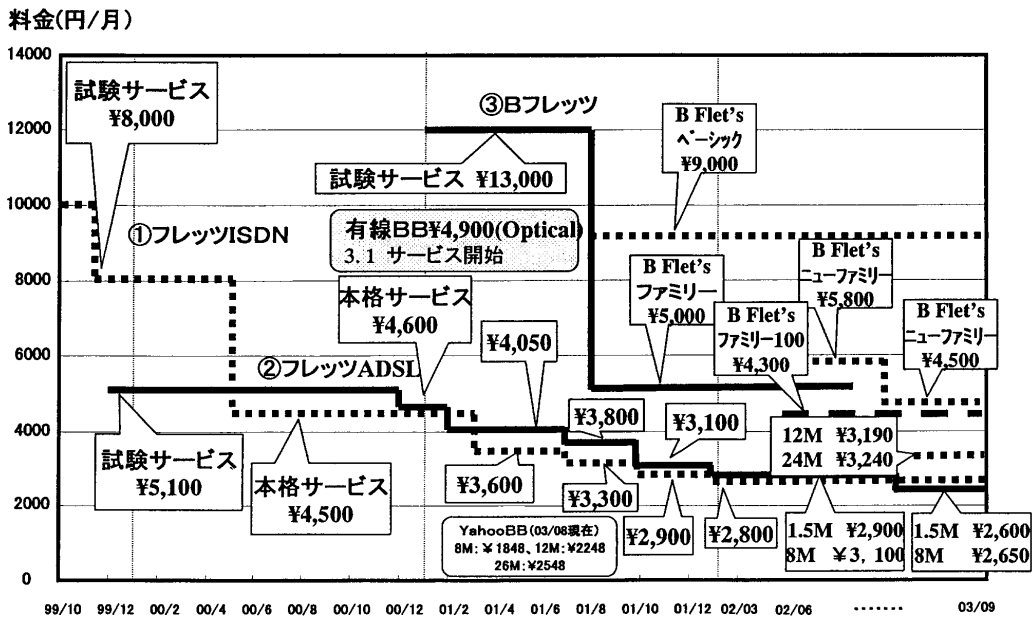 料金(円/月)
14000
12000
10000
8000
6000
4000
2000
0
試験サービス
¥8,000
①フレッツISDN
③Bフレッツ
試験サービス ¥13,000
有線BB¥4,900(Optical)
3.1 サービス開始
B Flet's
ベーシック
¥9,000
本格サービス
¥4,600
②フレッツADSL
¥4,050
B Flet's
ファミリー
¥5,000
B Flet's
ファミリー100
¥4,300
B Flet's
ニューファミリー
¥5,800
B Flet's
ニューファミリー
¥4,500
試験サービス
¥5,100
本格サービス
¥4,500
¥3,600
¥3,800
¥3,300
¥3,100
¥2,900
¥2,800
12M ¥3,190
24M ¥3,240
1.5M ¥2,900
8M ¥3,100
1.5M ¥2,600
8M ¥2,650
YahooBB(03/08現在)
8M:¥1848、12M:¥2248
26M:¥2548
99/10 99/12 00/2 00/4 00/6 00/8 00/10 00/12 01/2 01/4 01/6 01/8 01/10 01/12 02/03 02/06 ‥‥‥‥ 03/09